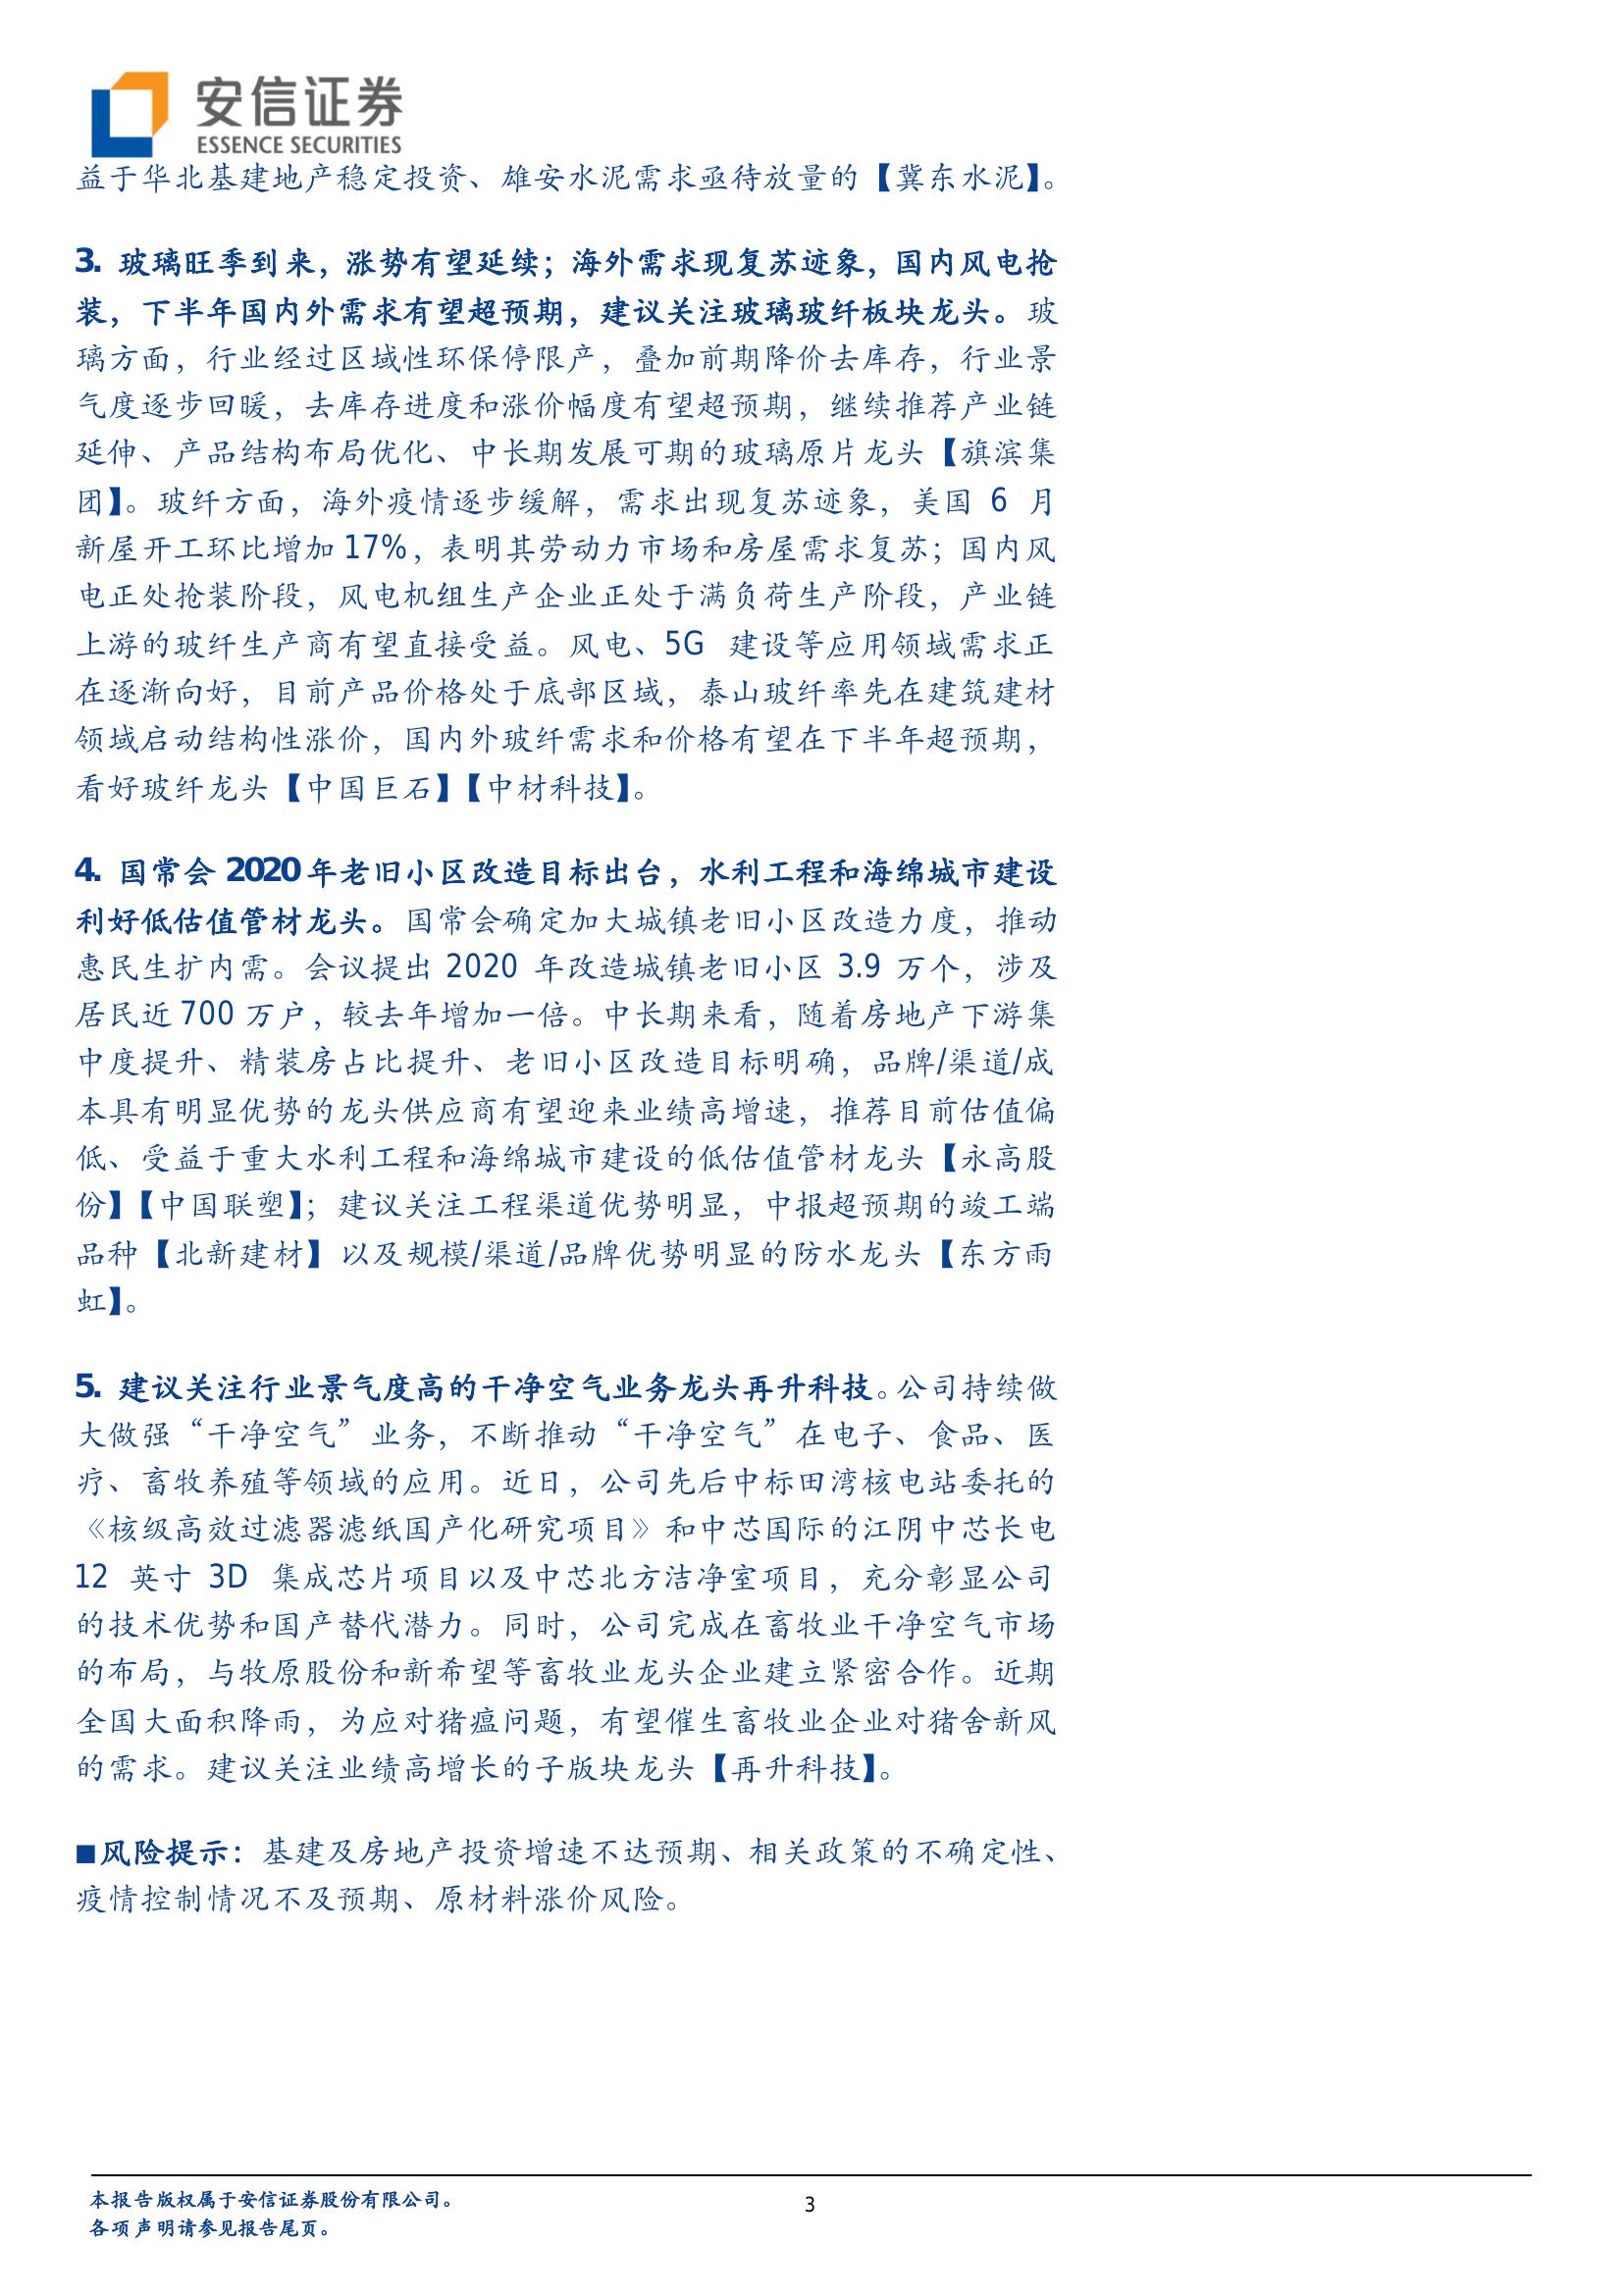 安信证券
ESSENCE SECURITIES
益于华北基建地产稳定投资、雄安水泥需求亟待放量的【冀东水泥】。
3. 玻璃旺季到来，涨势有望延续；海外需求现复苏迹象，国内风电抢
装，下半年国内外需求有望超预期，建议关注玻璃玻纤板块龙头。玻
璃方面，行业经过区域性环保停限产，叠加前期降价去库存，行业景
气度逐步回暖，去库存进度和涨价幅度有望超预期，继续推荐产业链
延伸、产品结构布局优化、中长期发展可期的玻璃原片龙头【旗滨集
团】。玻纤方面，海外疫情逐步缓解，需求出现复苏迹象，美国 6 月
新屋开工环比增加 17%，表明其劳动力市场和房屋需求复苏；国内风
电正处抢装阶段，风电机组生产企业正处于满负荷生产阶段，产业链
上游的玻纤生产商有望直接受益。风电、5G 建设等应用领域需求正
在逐渐向好，目前产品价格处于底部区域，泰山玻纤率先在建筑建材
领域启动结构性涨价，国内外玻纤需求和价格有望在下半年超预期，
看好玻纤龙头【中国巨石】【中材科技】。
4. 国常会 2020 年老旧小区改造目标出台，水利工程和海绵城市建设
利好低估值管材龙头。国常会确定加大城镇老旧小区改造力度，推动
惠民生扩内需。会议提出 2020 年改造城镇老旧小区 3.9 万个，涉及
居民近 700 万户，较去年增加一倍。中长期来看，随着房地产下游集
中度提升、精装房占比提升、老旧小区改造目标明确，品牌/渠道/成
本具有明显优势的龙头供应商有望迎来业绩高增速，推荐目前估值偏
低、受益于重大水利工程和海绵城市建设的低估值管材龙头【永高股
份】【中国联塑】；建议关注工程渠道优势明显，中报超预期的竣工端
品种【北新建材】以及规模/渠道/品牌优势明显的防水龙头【东方雨
虹】。
5. 建议关注行业景气度高的干净空气业务龙头再升科技。公司持续做
大做强“干净空气”业务，不断推动“干净空气”在电子、食品、医
疗、畜牧养殖等领域的应用。近日，公司先后中标田湾核电站委托的
《核级高效过滤器滤纸国产化研究项目》和中芯国际的江阴中芯长电
12 英寸 3D 集成芯片项目以及中芯北方洁净室项目，充分彰显公司
的技术优势和国产替代潜力。同时，公司完成在畜牧业干净空气市场
的布局，与牧原股份和新希望等畜牧业龙头企业建立紧密合作。近期
全国大面积降雨，为应对猪瘟问题，有望催生畜牧业企业对猪舍新风
的需求。建议关注业绩高增长的子版块龙头【再升科技】。
■风险提示：基建及房地产投资增速不达预期、相关政策的不确定性、
疫情控制情况不及预期、原材料涨价风险。
本报告版权属于安信证券股份有限公司。
3
各项声明请参见报告尾页。